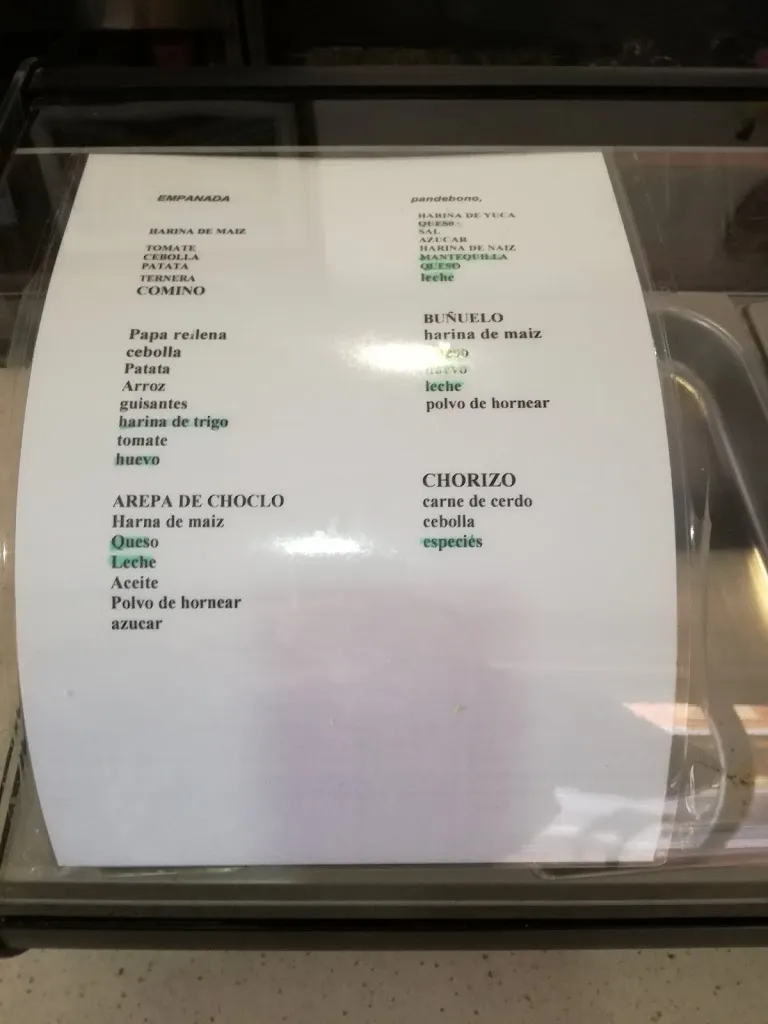 EMPANADA
HARINA DE MAIZ
TOMATE
CEBOLLA
PATATA
TERNERA
COMINO
Papa rellena
cebolla
Patata
Arroz
guisantes
harina de trigo
tomate
huevo
AREPA DE CHOCLO
Harna de maiz
Queso
Leche
Aceite
Polvo de hornear
azucar
pandebono,
HARINA DE YUCA
QUESO
SAL
AZUCAR
HARINA DE NAIZ
MANTEQUILLA
QUESO
leche
BUÑUELO
harina de maiz
leche
polvo de hornear
CHORIZO
carne de cerdo
cebolla
especiés